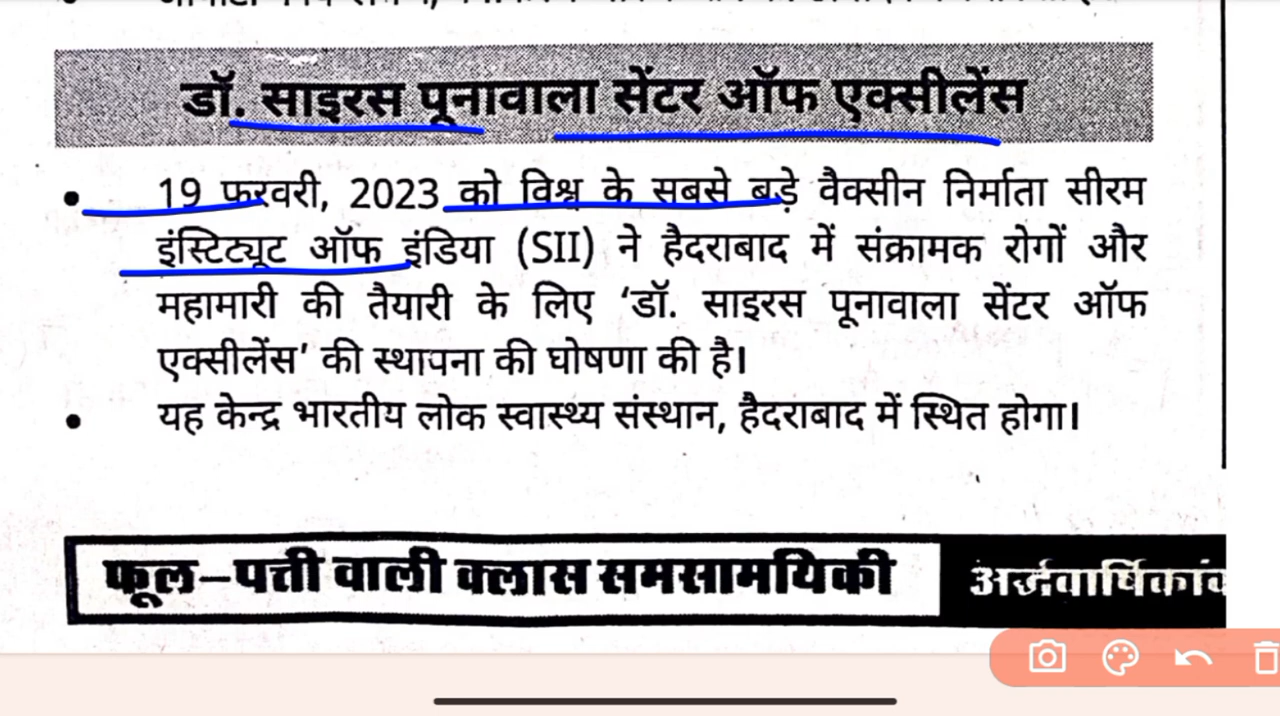 डॉ. साइरस पूनावाला सेंटर ऑफ एक्सीलेंस
• 19 फरवरी, 2023 को विश्व के सबसे बड़े वैक्सीन निर्माता सीरम
इंस्टिट्यूट ऑफ इंडिया (SII) ने हैदराबाद में संक्रामक रोगों और
महामारी की तैयारी के लिए ‘डॉ. साइरस पूनावाला सेंटर ऑफ
एक्सीलेंस’ की स्थापना की घोषणा की है।
• यह केन्द्र भारतीय लोक स्वास्थ्य संस्थान, हैदराबाद में स्थित होगा।
फूल–पत्ती वाली क्लास समसामयिकी